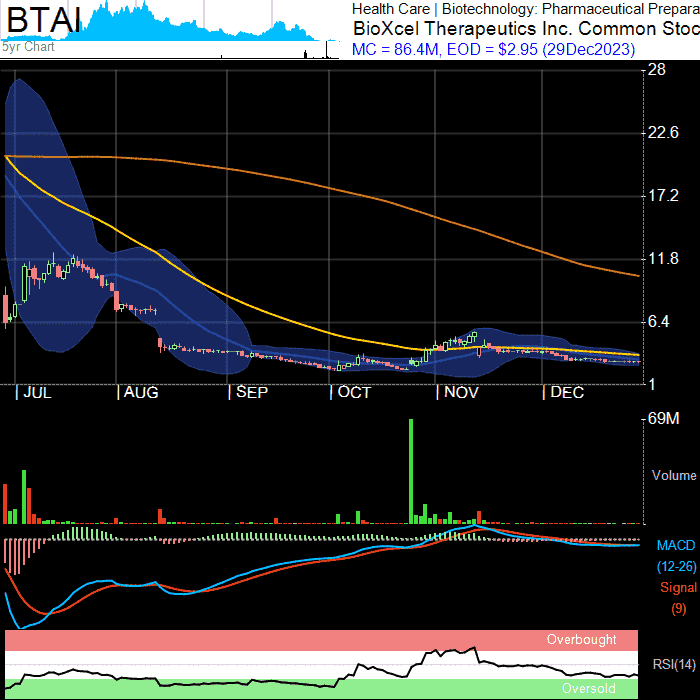 BTAI
5yr Chart
Health Care | Biotechnology: Pharmaceutical Prepara
BioXcel Therapeutics Inc. Common Stoc
MC = 86.4M, EOD = $2.95 (29Dec2023)
28
22.6
17.2
11.8
6.4
1
| JUL | AUG | SEP | OCT | NOV | DEC
69M
Volume
MACD
(12-26)
Signal
(9)
Overbought
RSI(14)
Oversold